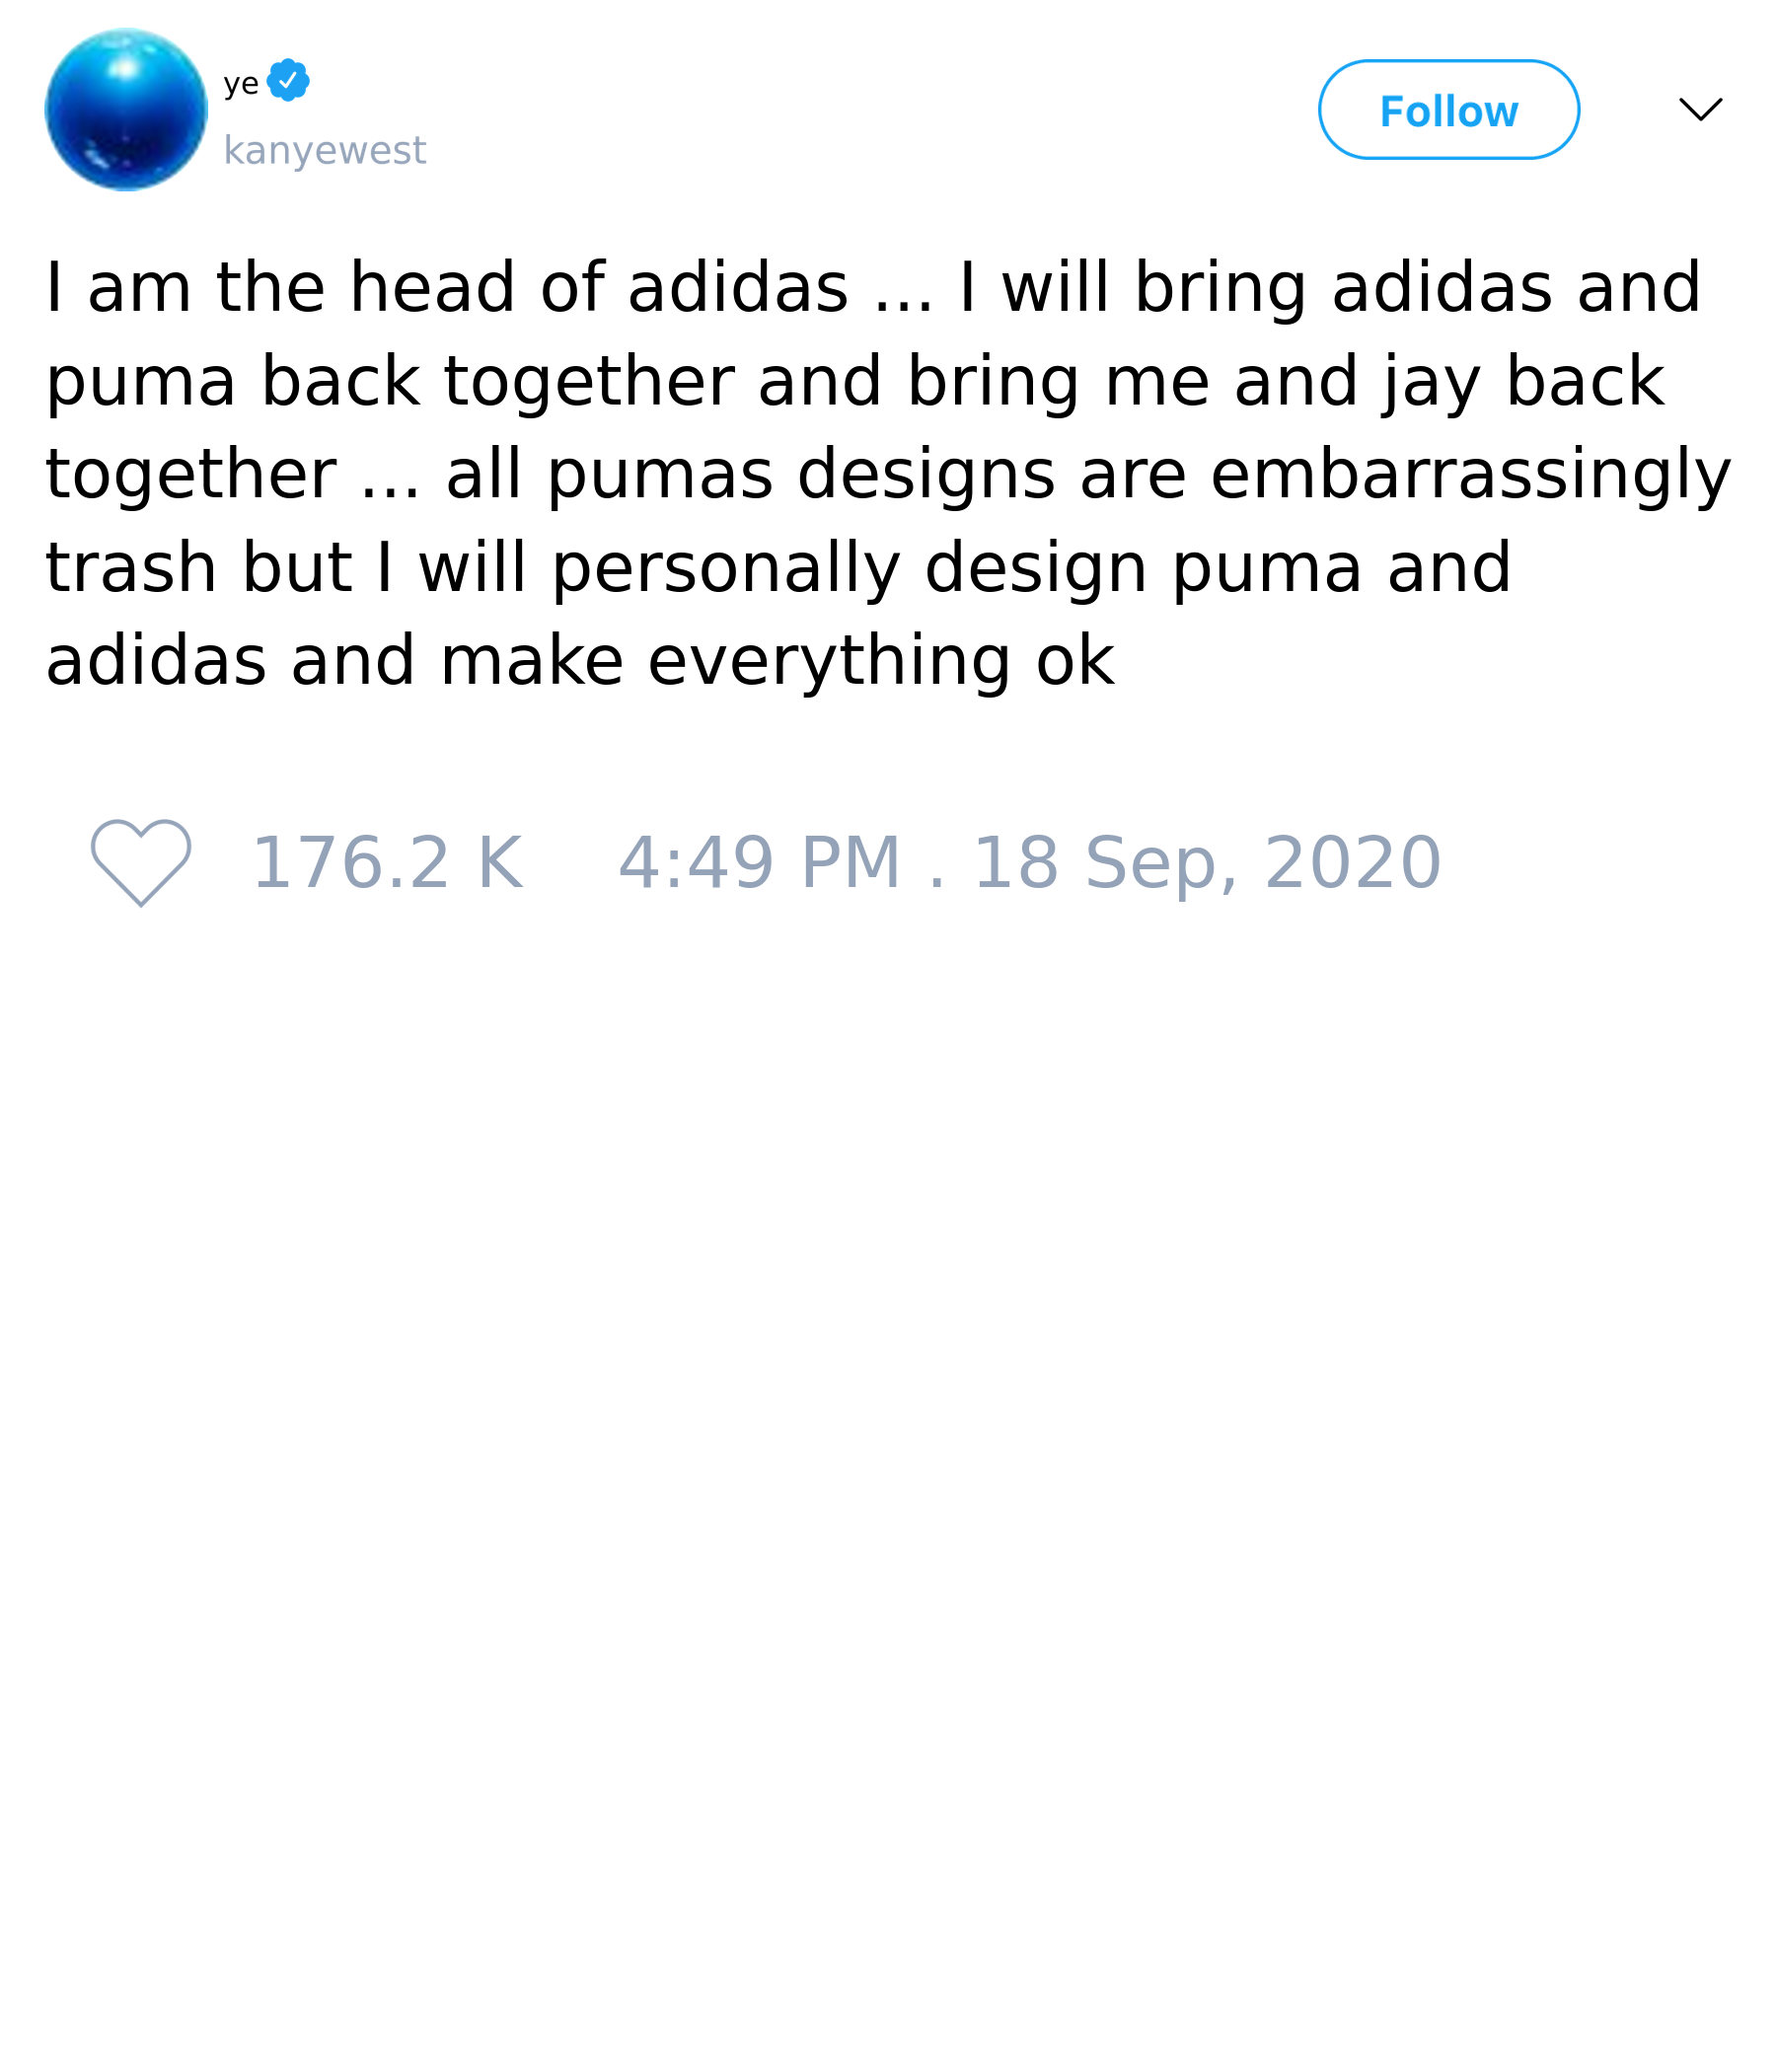 ye
kanyewest
Follow
I am the head of adidas ... I will bring adidas and
puma back together and bring me and jay back
together ... all pumas designs are embarrassingly
trash but I will personally design puma and
adidas and make everything ok
176.2 K 4:49 PM . 18 Sep, 2020